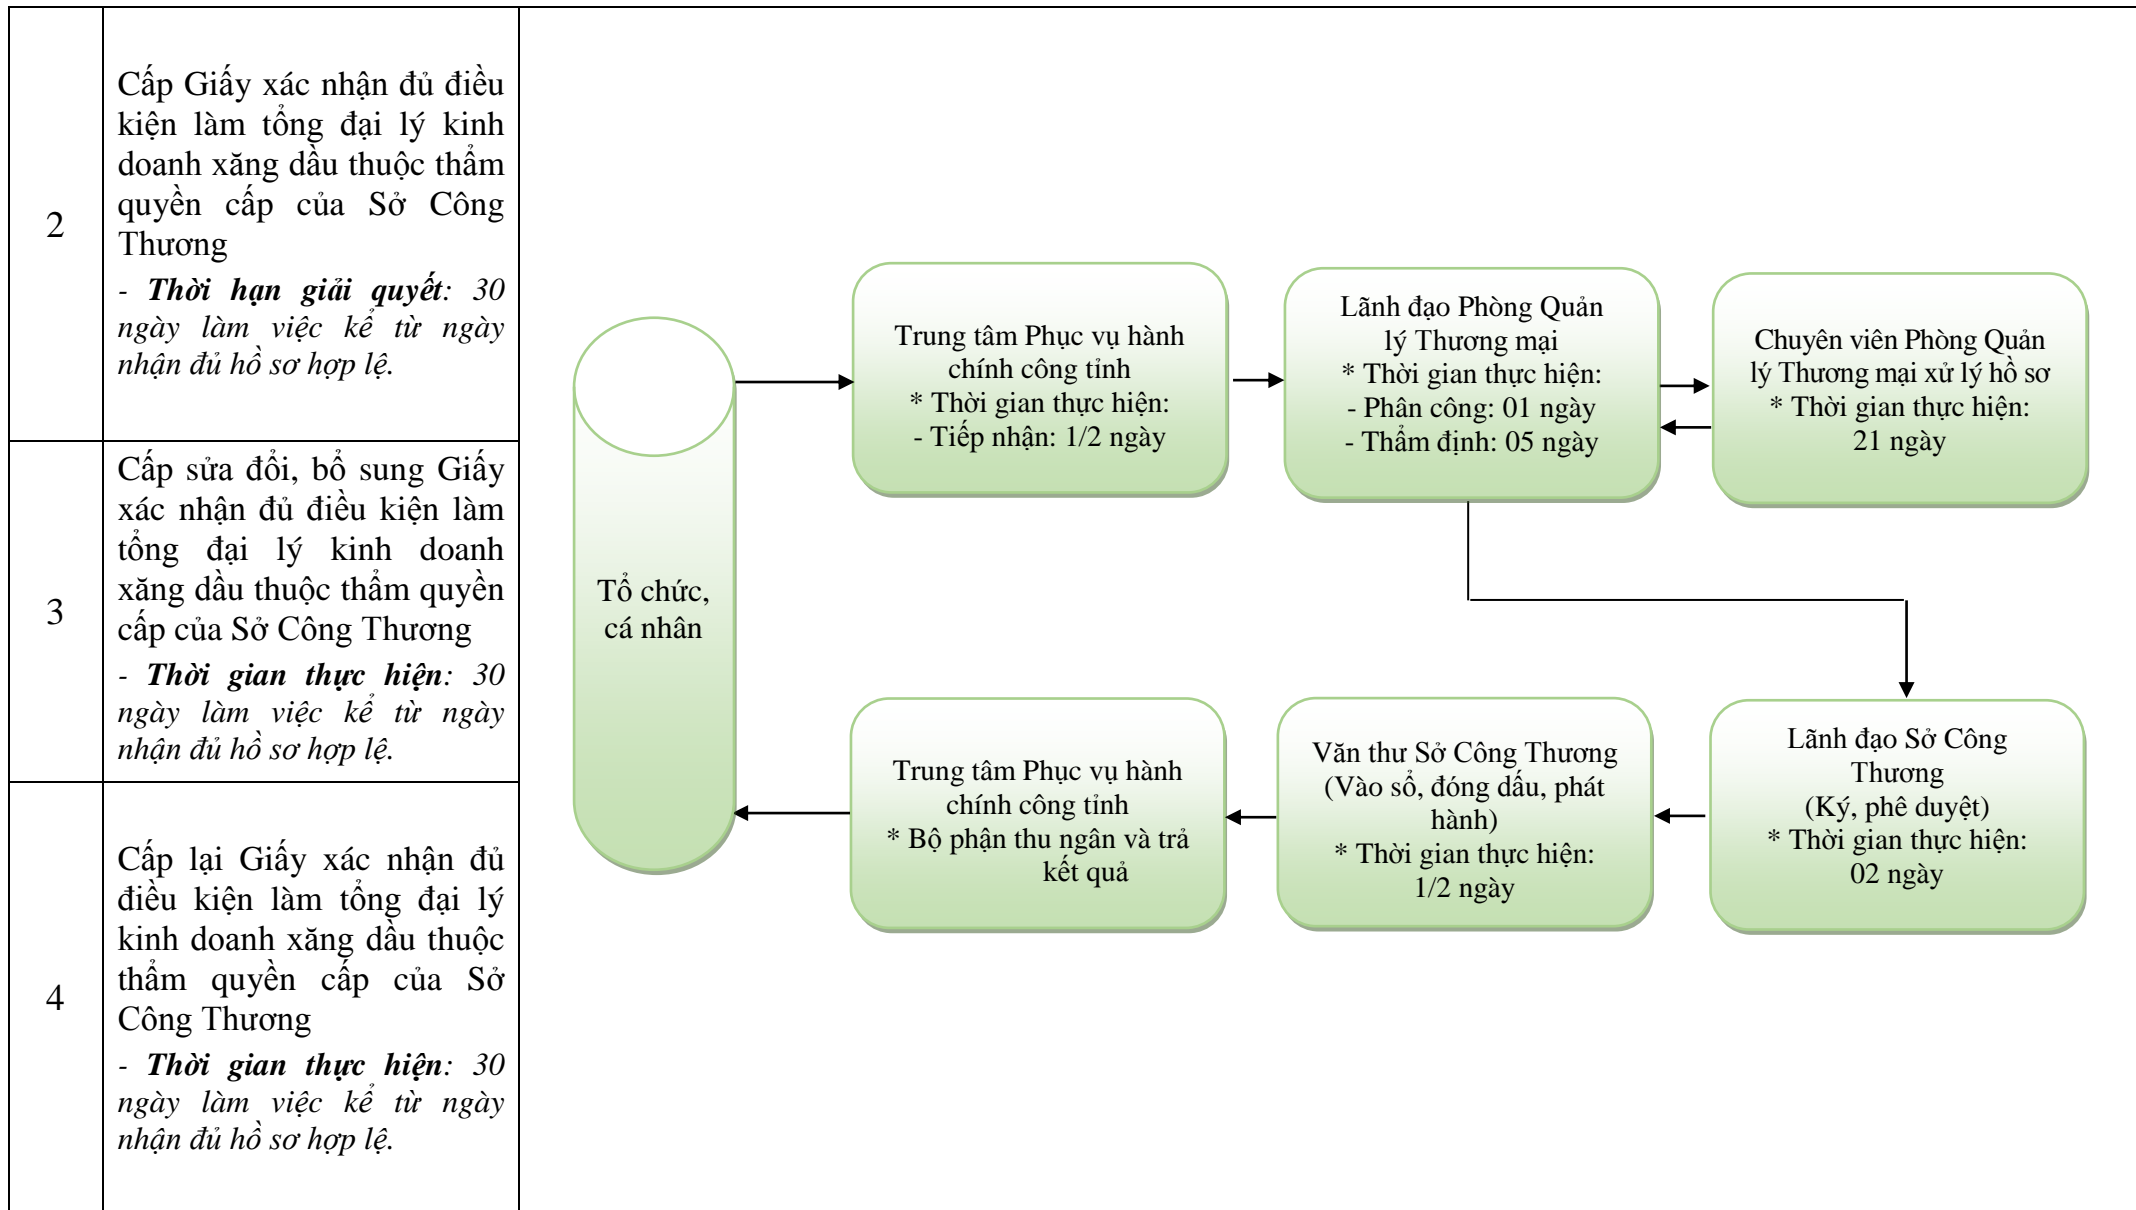 2
Cấp Giấy xác nhận đủ điều
kiện làm tổng đại lý kinh
doanh xăng dầu thuộc thẩm
quyền cấp của Sở Công
Thương
- Thời hạn giải quyết: 30
ngày làm việc kể từ ngày
nhận đủ hồ sơ hợp lệ.
3
Cấp sửa đổi, bổ sung Giấy
xác nhận đủ điều kiện làm
tổng đại lý kinh doanh
xăng dầu thuộc thẩm quyền
cấp của Sở Công Thương
- Thời gian thực hiện: 30
ngày làm việc kể từ ngày
nhận đủ hồ sơ hợp lệ.
4
Cấp lại Giấy xác nhận đủ
điều kiện làm tổng đại lý
kinh doanh xăng dầu thuộc
thẩm quyền cấp của Sở
Công Thương
- Thời gian thực hiện: 30
ngày làm việc kể từ ngày
nhận đủ hồ sơ hợp lệ.
Tổ chức,
cá nhân
Trung tâm Phục vụ hành
chính công tỉnh
* Thời gian thực hiện:
- Tiếp nhận: 1/2 ngày
Lãnh đạo Phòng Quản
lý Thương mại
* Thời gian thực hiện:
- Phân công: 01 ngày
- Thẩm định: 05 ngày
Chuyên viên Phòng Quản
lý Thương mại xử lý hồ sơ
* Thời gian thực hiện:
21 ngày
Lãnh đạo Sở Công
Thương
(Ký, phê duyệt)
* Thời gian thực hiện:
02 ngày
Văn thư Sở Công Thương
(Vào sổ, đóng dấu, phát
hành)
* Thời gian thực hiện:
1/2 ngày
Trung tâm Phục vụ hành
chính công tỉnh
* Bộ phận thu ngân và trả
kết quả